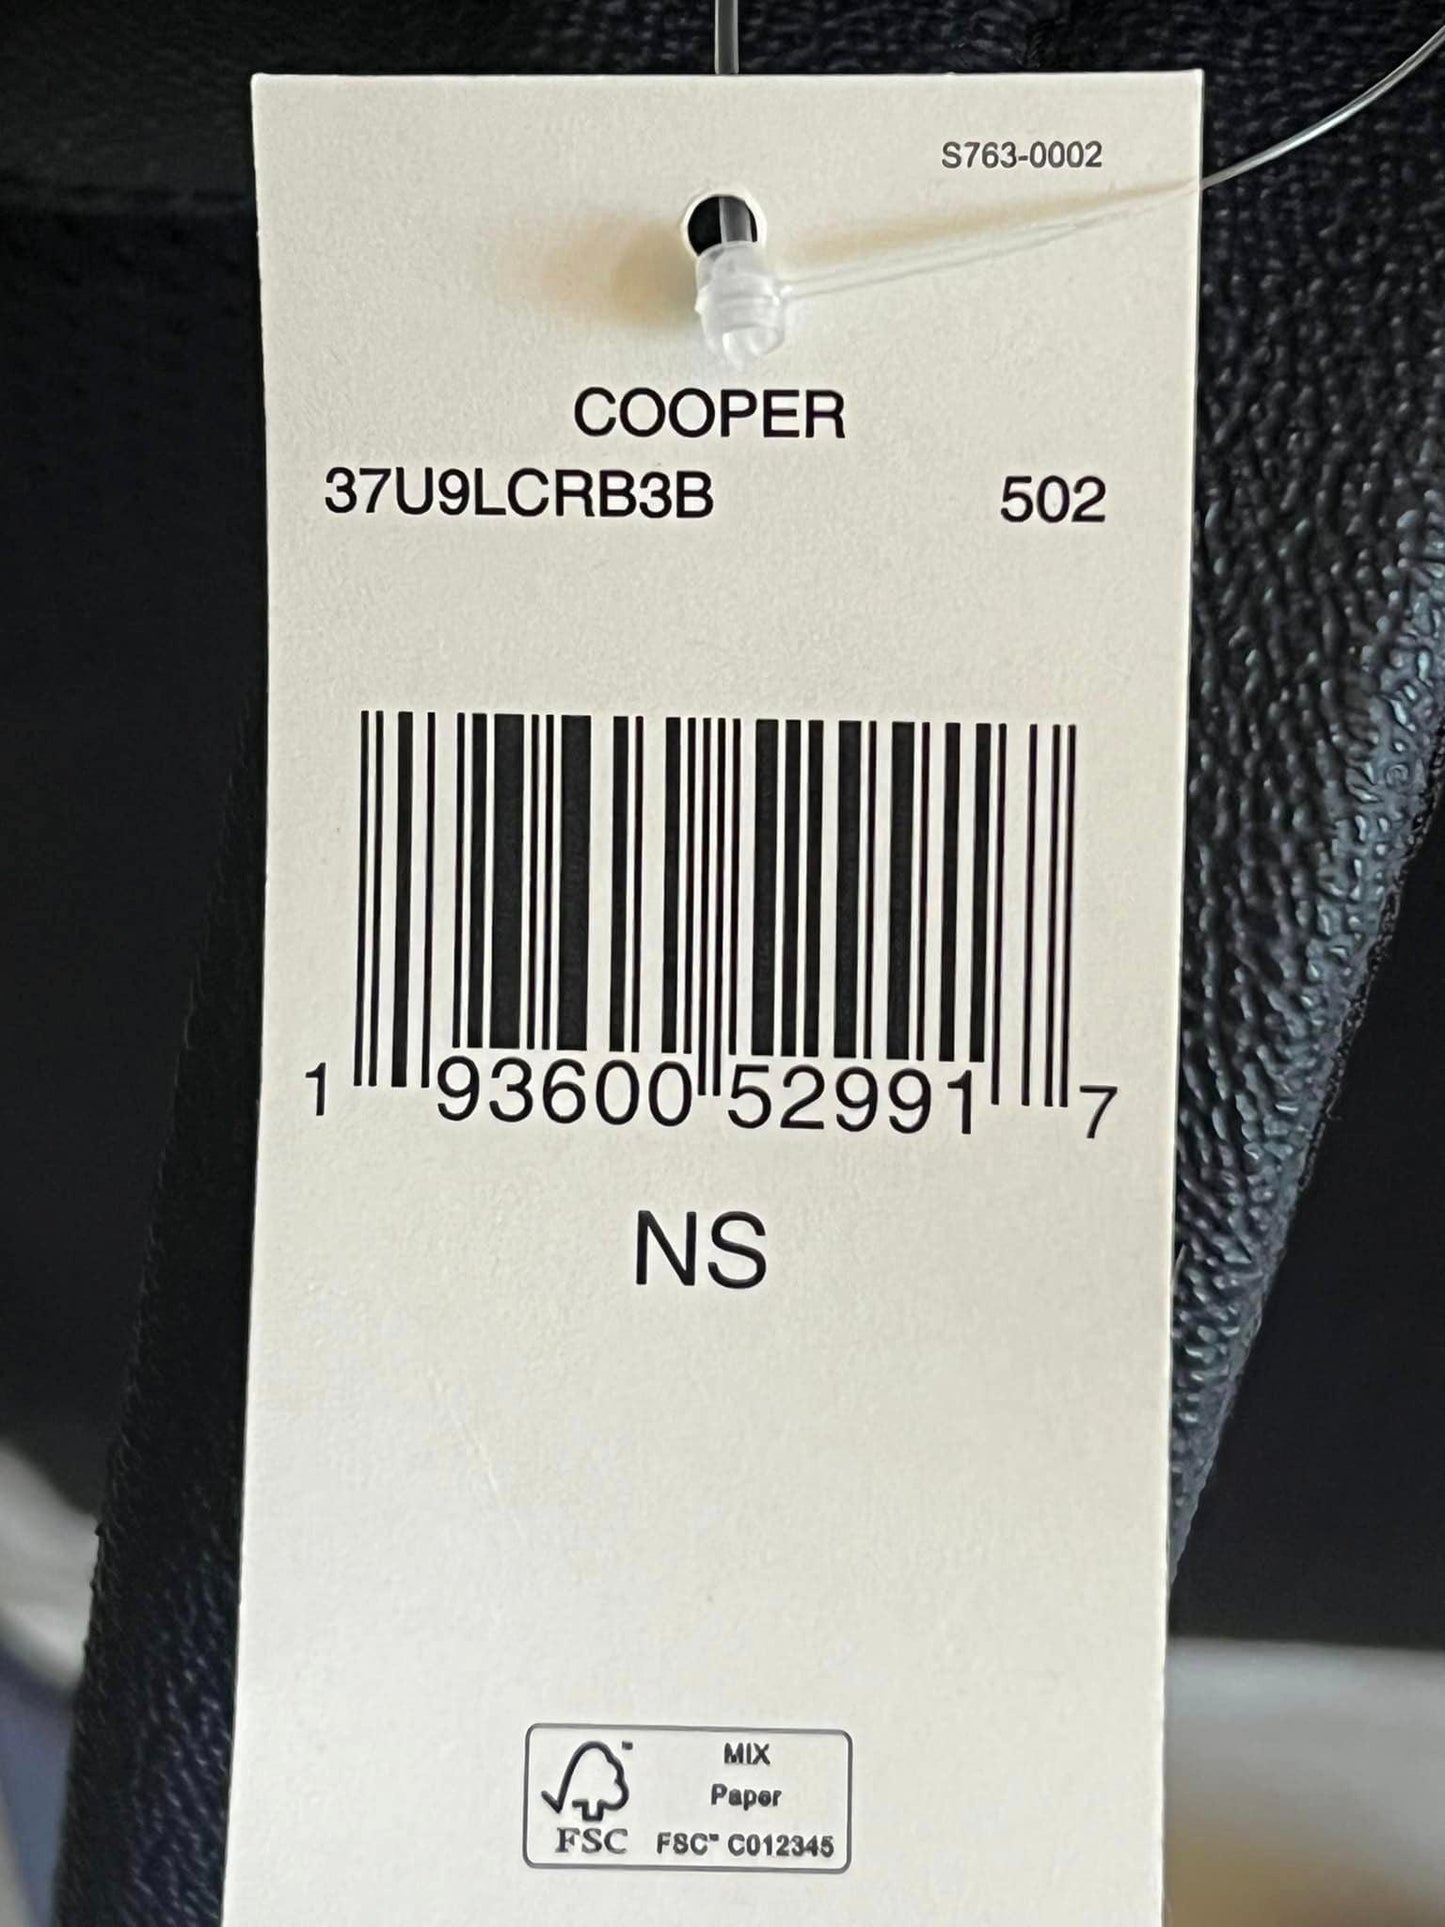 S763-0002
COOPER
37U9LCRB3B 502
1 93600 52991 7
NS
MIX
Paper
FSC FSC™ C012345